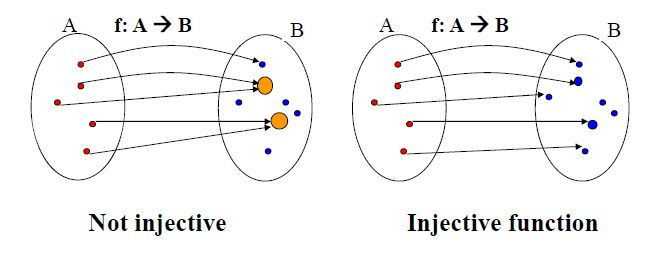 A f: A → B B
A f: A → B B
Not injective
Injective function